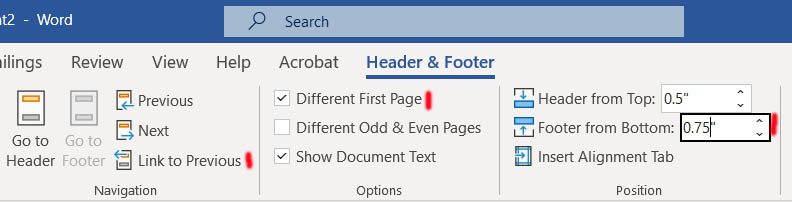 nt2 - Word
Search
ailings Review View Help Acrobat Header & Footer
Go to Header
Go to Footer
Previous
Next
Link to Previous
Navigation
Different First Page
Different Odd & Even Pages
Show Document Text
Options
Header from Top: 0.5"
Footer from Bottom: 0.75"
Insert Alignment Tab
Position